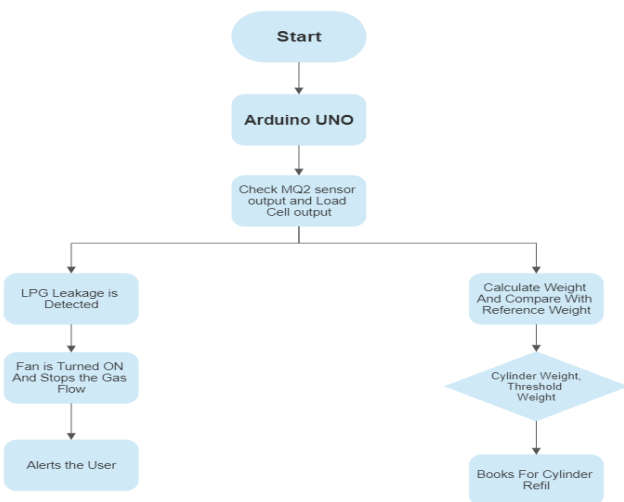 Start
Arduino UNO
Check MQ2 sensor
output and Load
Cell output
LPG Leakage is
Detected
Fan is Turned ON
And Stops the Gas
Flow
Alerts the User
Calculate Weight
And Compare With
Reference Weight
Cylinder Weight,
Threshold
Weight
Books For Cylinder
Refil